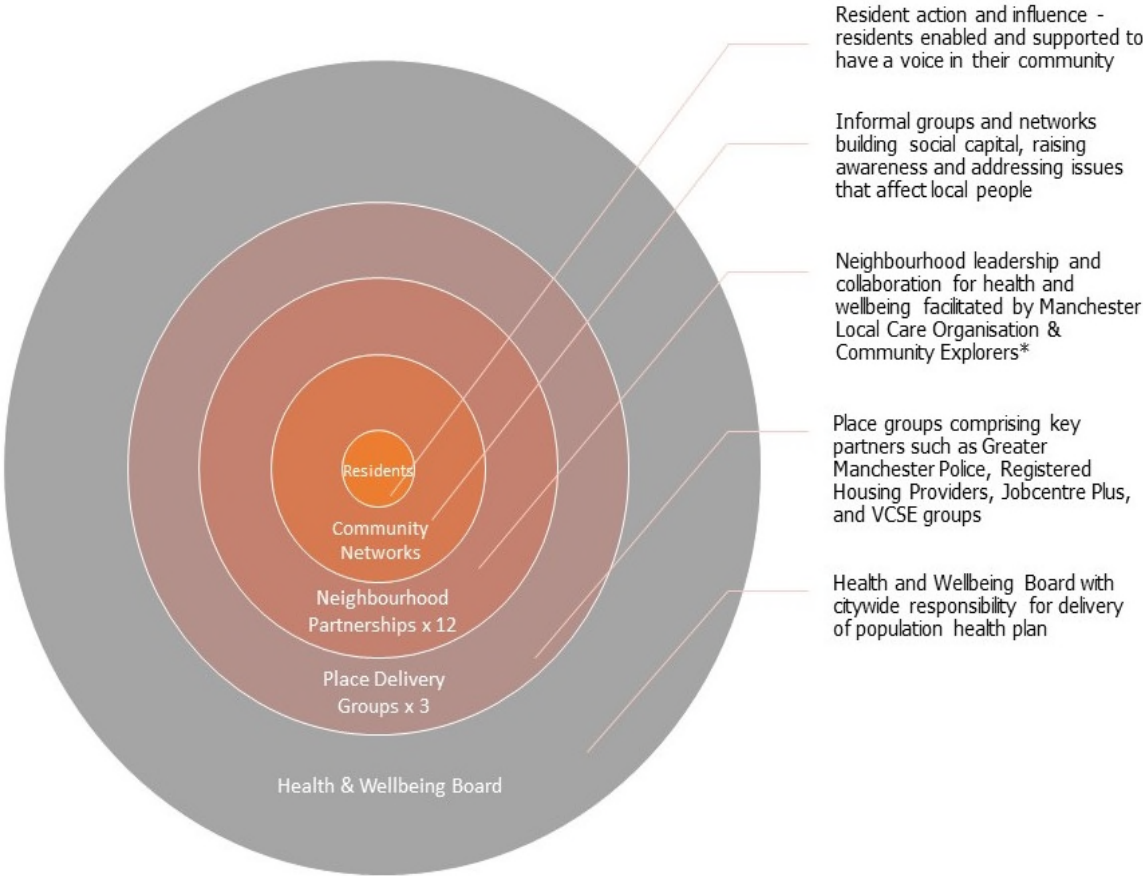 Resident action and influence -
residents enabled and supported to
have a voice in their community
Informal groups and networks
building social capital, raising
awareness and addressing issues
that affect local people
Neighbourhood leadership and
collaboration for health and
wellbeing facilitated by Manchester
Local Care Organisation &
Community Explorers*
Place groups comprising key
partners such as Greater
Manchester Police, Registered
Housing Providers, Jobcentre Plus,
and VCSE groups
Health and Wellbeing Board with
citywide responsibility for delivery
of population health plan
Residents
Community
Networks
Neighbourhood
Partnerships x 12
Place Delivery
Groups x 3
Health & Wellbeing Board